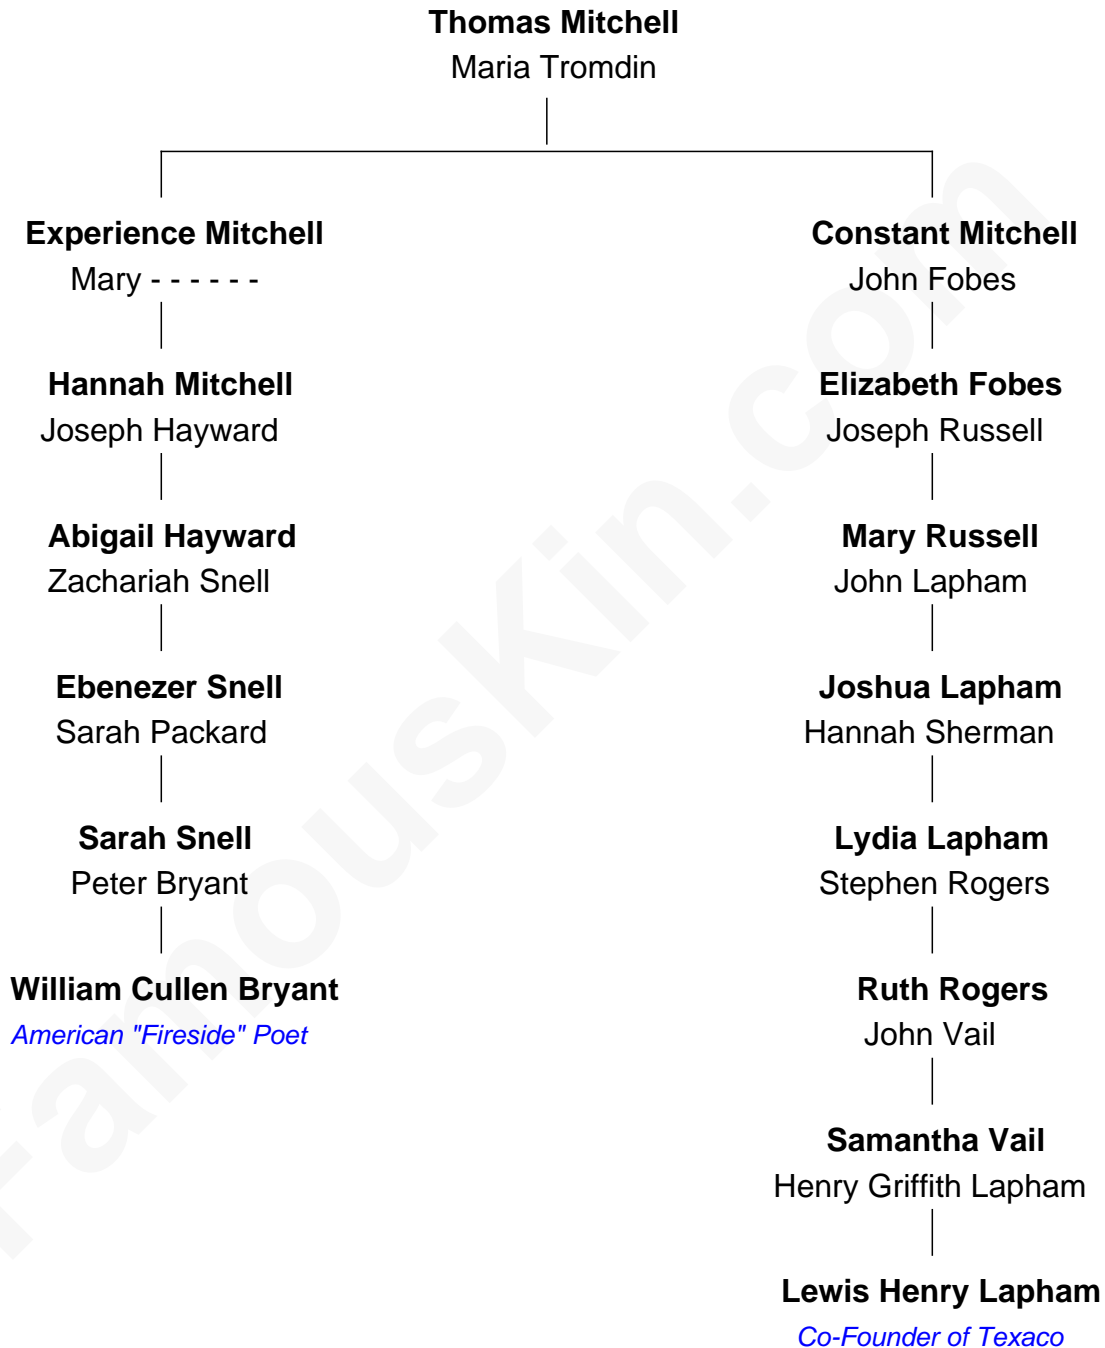 Thomas Mitchell
Maria Tromdin
Experience Mitchell
Mary - - - - - -
Hannah Mitchell
Joseph Hayward
Abigail Hayward
Zachariah Snell
Ebenezer Snell
Sarah Packard
Sarah Snell
Peter Bryant
William Cullen Bryant
American "Fireside" Poet
Constant Mitchell
John Fobes
Elizabeth Fobes
Joseph Russell
Mary Russell
John Lapham
Joshua Lapham
Hannah Sherman
Lydia Lapham
Stephen Rogers
Ruth Rogers
John Vail
Samantha Vail
Henry Griffith Lapham
Lewis Henry Lapham
Co-Founder of Texaco
FamousKin.com